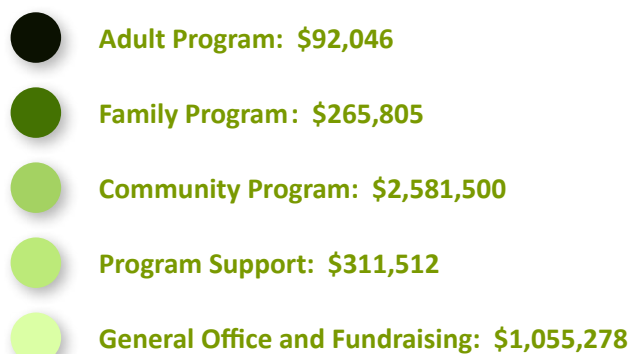 Adult Program: $92,046
Family Program: $265,805
Community Program: $2,581,500
Program Support: $311,512
General Office and Fundraising: $1,055,278